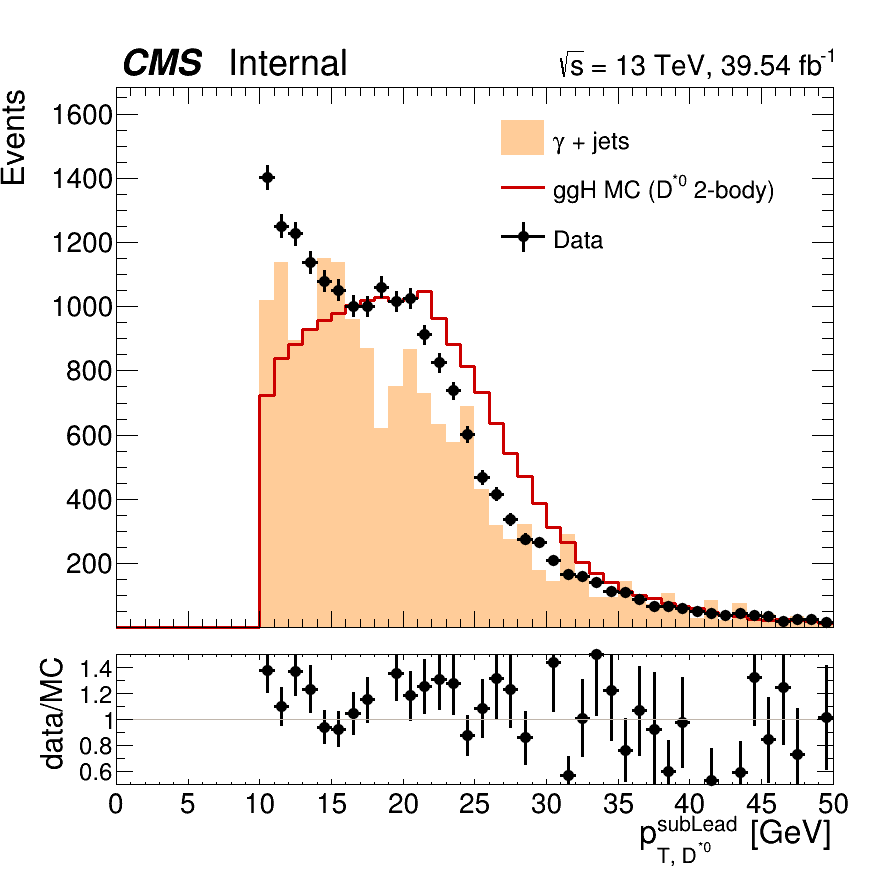 CMS Internal
√s = 13 TeV, 39.54 fb⁻¹
Events
1600
1400
1200
1000
800
600
400
200
γ + jets
ggH MC (D*⁰ 2-body)
Data
data/MC
1.4
1.2
1
0.8
0.6
0 5 10 15 20 25 30 35 40 45 50
p_{T, D*⁰}^{subLead} [GeV]